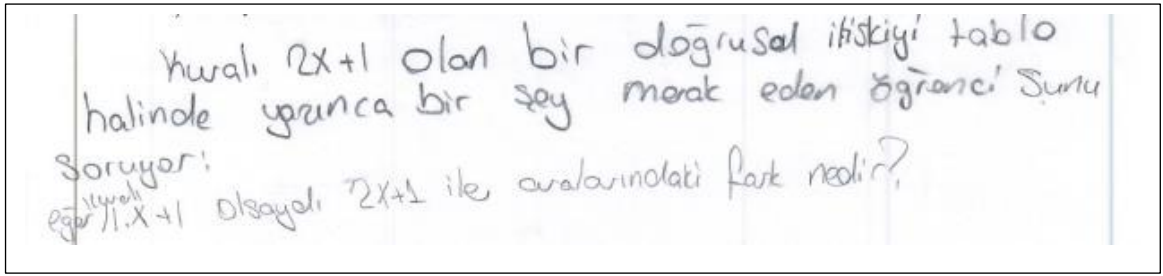 Kuralı 2x+1 olan bir doğrusal ilişkiyi tablo
halinde yazınca bir şey merak eden öğrenci şunu
soruyor:
eğer kuralı 1.x+1 olsaydı 2x+1 ile aralarındaki fark nedir?